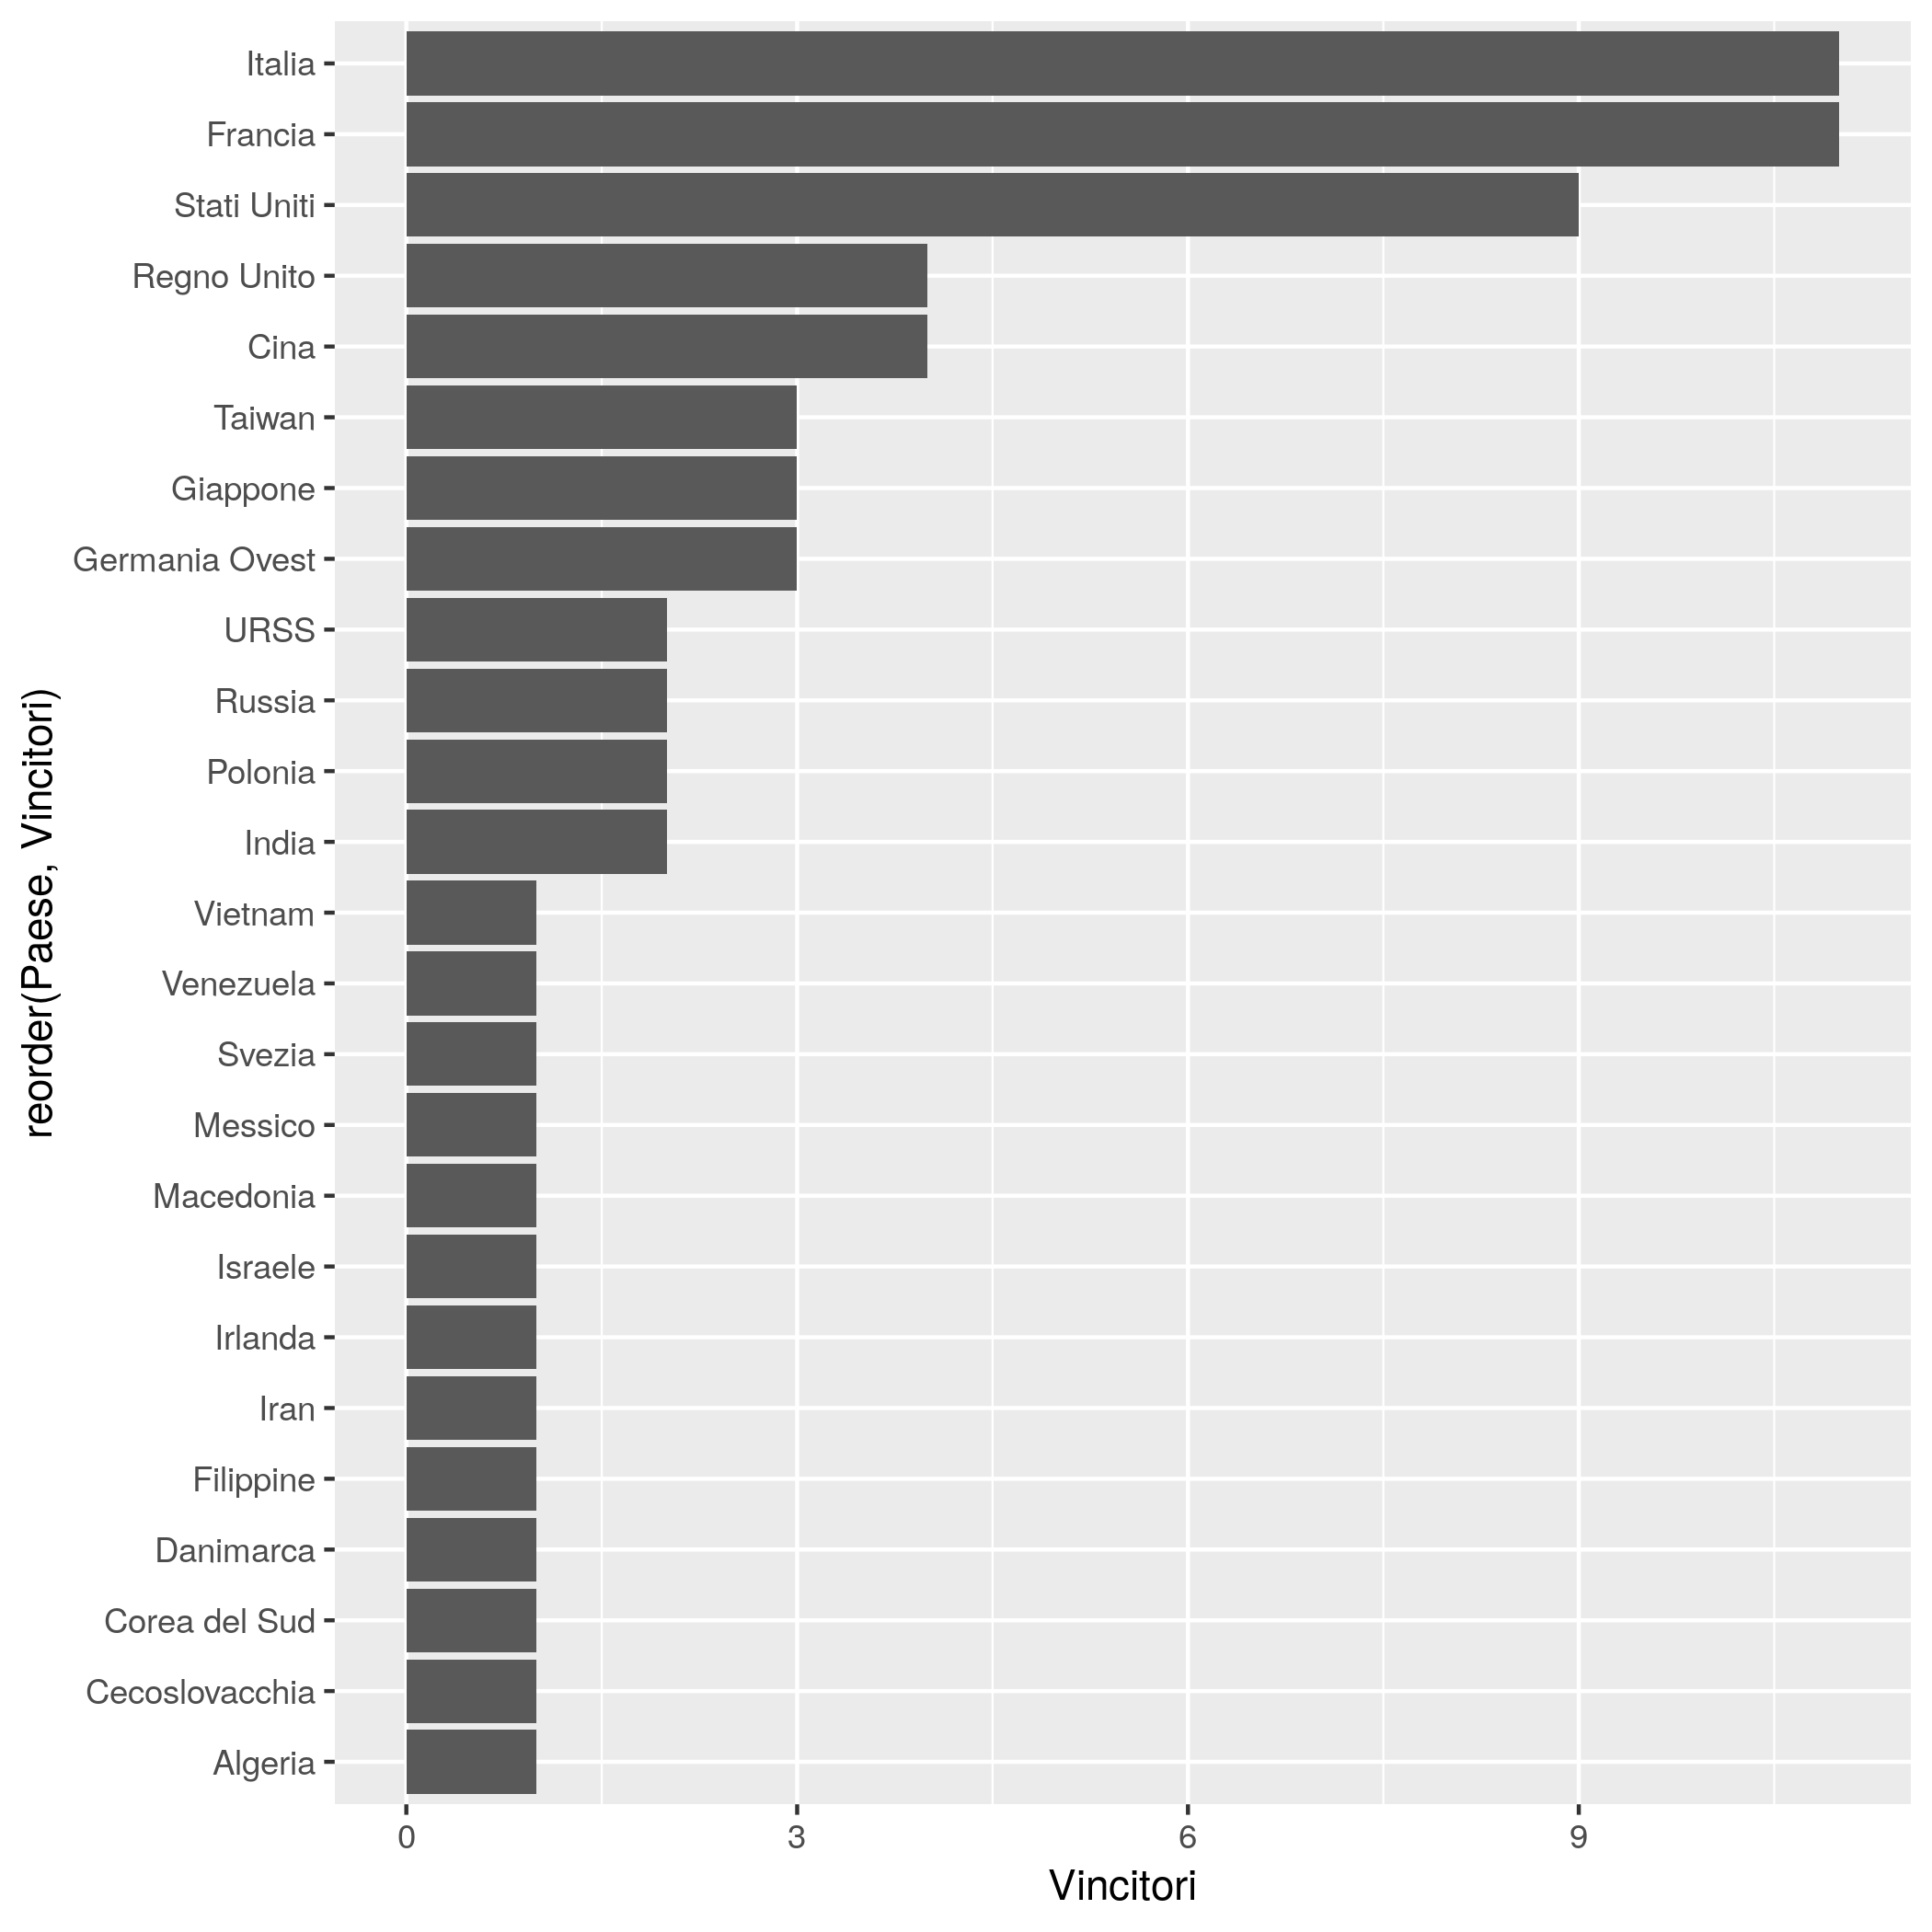 Italia
Francia
Stati Uniti
Regno Unito
Cina
Taiwan
Giappone
Germania Ovest
URSS
Russia
Polonia
India
Vietnam
Venezuela
Svezia
Messico
Macedonia
Israele
Irlanda
Iran
Filippine
Danimarca
Corea del Sud
Cecoslovacchia
Algeria
reorder(Paese, Vincitori)
0 3 6 9
Vincitori